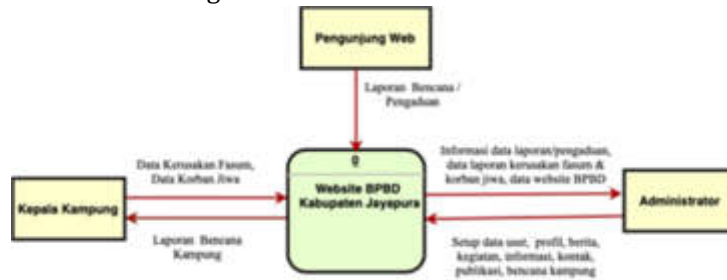 Pengunjung Web
Laporan Bencana /
Pengaduan
Data Kerusakan Fasum,
Data Korban Jiwa
Informasi data laporan/pengaduan,
data laporan kerusakan fasum &
korban jiwa, data website BPBD
0
Website BPBD
Kabupaten Jayapura
Kepala Kampung
Administrator
Laporan Bencana
Kampung
Setup data user, profil, berita,
kegiatan, informasi, kontak,
publikasi, bencana kampung